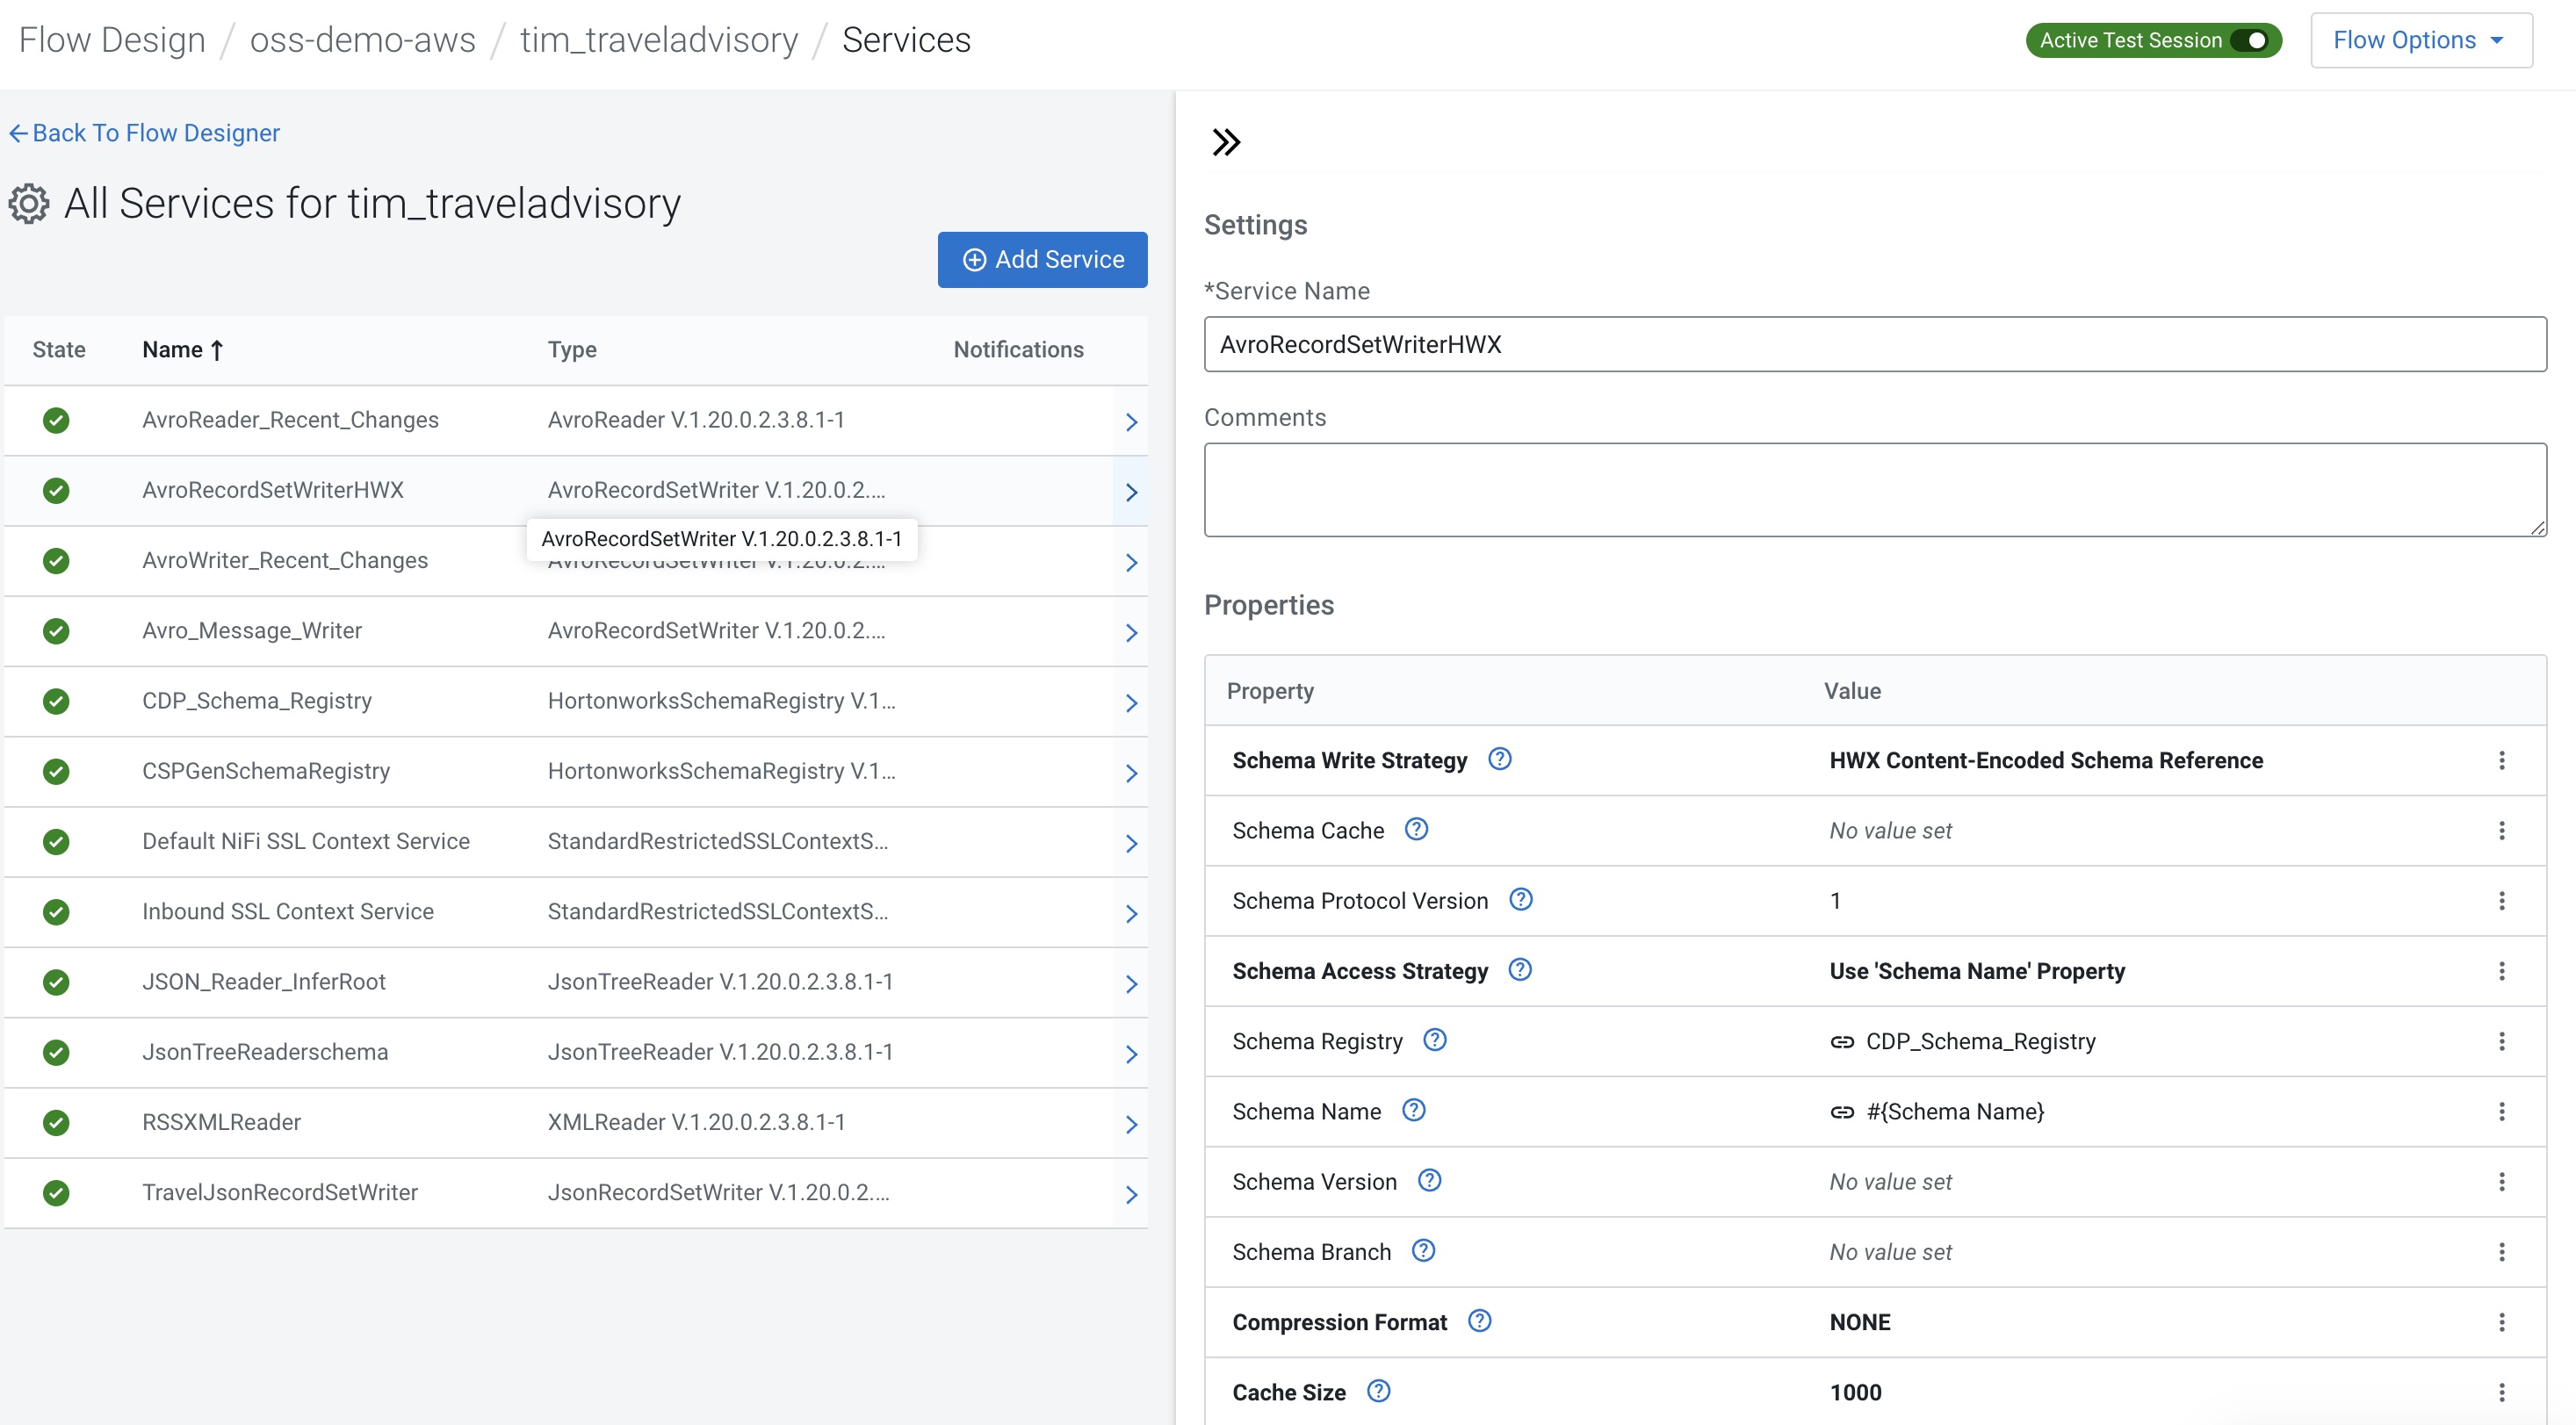 Flow Design / oss-demo-aws / tim_traveladvisory / Services
Active Test Session
Flow Options
Back To Flow Designer
All Services for tim_traveladvisory
Add Service
State Name Type Notifications
AvroReader_Recent_Changes AvroReader V.1.20.0.2.3.8.1-1
AvroRecordSetWriterHWX AvroRecordSetWriter V.1.20.0.2....
AvroRecordSetWriter V.1.20.0.2.3.8.1-1
AvroWriter_Recent_Changes AvroRecordSetWriter V.1.20.0.2....
Avro_Message_Writer AvroRecordSetWriter V.1.20.0.2....
CDP_Schema_Registry HortonworksSchemaRegistry V.1...
CSPGenSchemaRegistry HortonworksSchemaRegistry V.1...
Default NiFi SSL Context Service StandardRestrictedSSLContextS...
Inbound SSL Context Service StandardRestrictedSSLContextS...
JSON_Reader_InferRoot JsonTreeReader V.1.20.0.2.3.8.1-1
JsonTreeReaderschema JsonTreeReader V.1.20.0.2.3.8.1-1
RSSXMLReader XMLReader V.1.20.0.2.3.8.1-1
TravelJsonRecordSetWriter JsonRecordSetWriter V.1.20.0.2....
Settings
*Service Name
AvroRecordSetWriterHWX
Comments
Properties
Property Value
Schema Write Strategy HWX Content-Encoded Schema Reference
Schema Cache No value set
Schema Protocol Version 1
Schema Access Strategy Use 'Schema Name' Property
Schema Registry CDP_Schema_Registry
Schema Name #{Schema Name}
Schema Version No value set
Schema Branch No value set
Compression Format NONE
Cache Size 1000